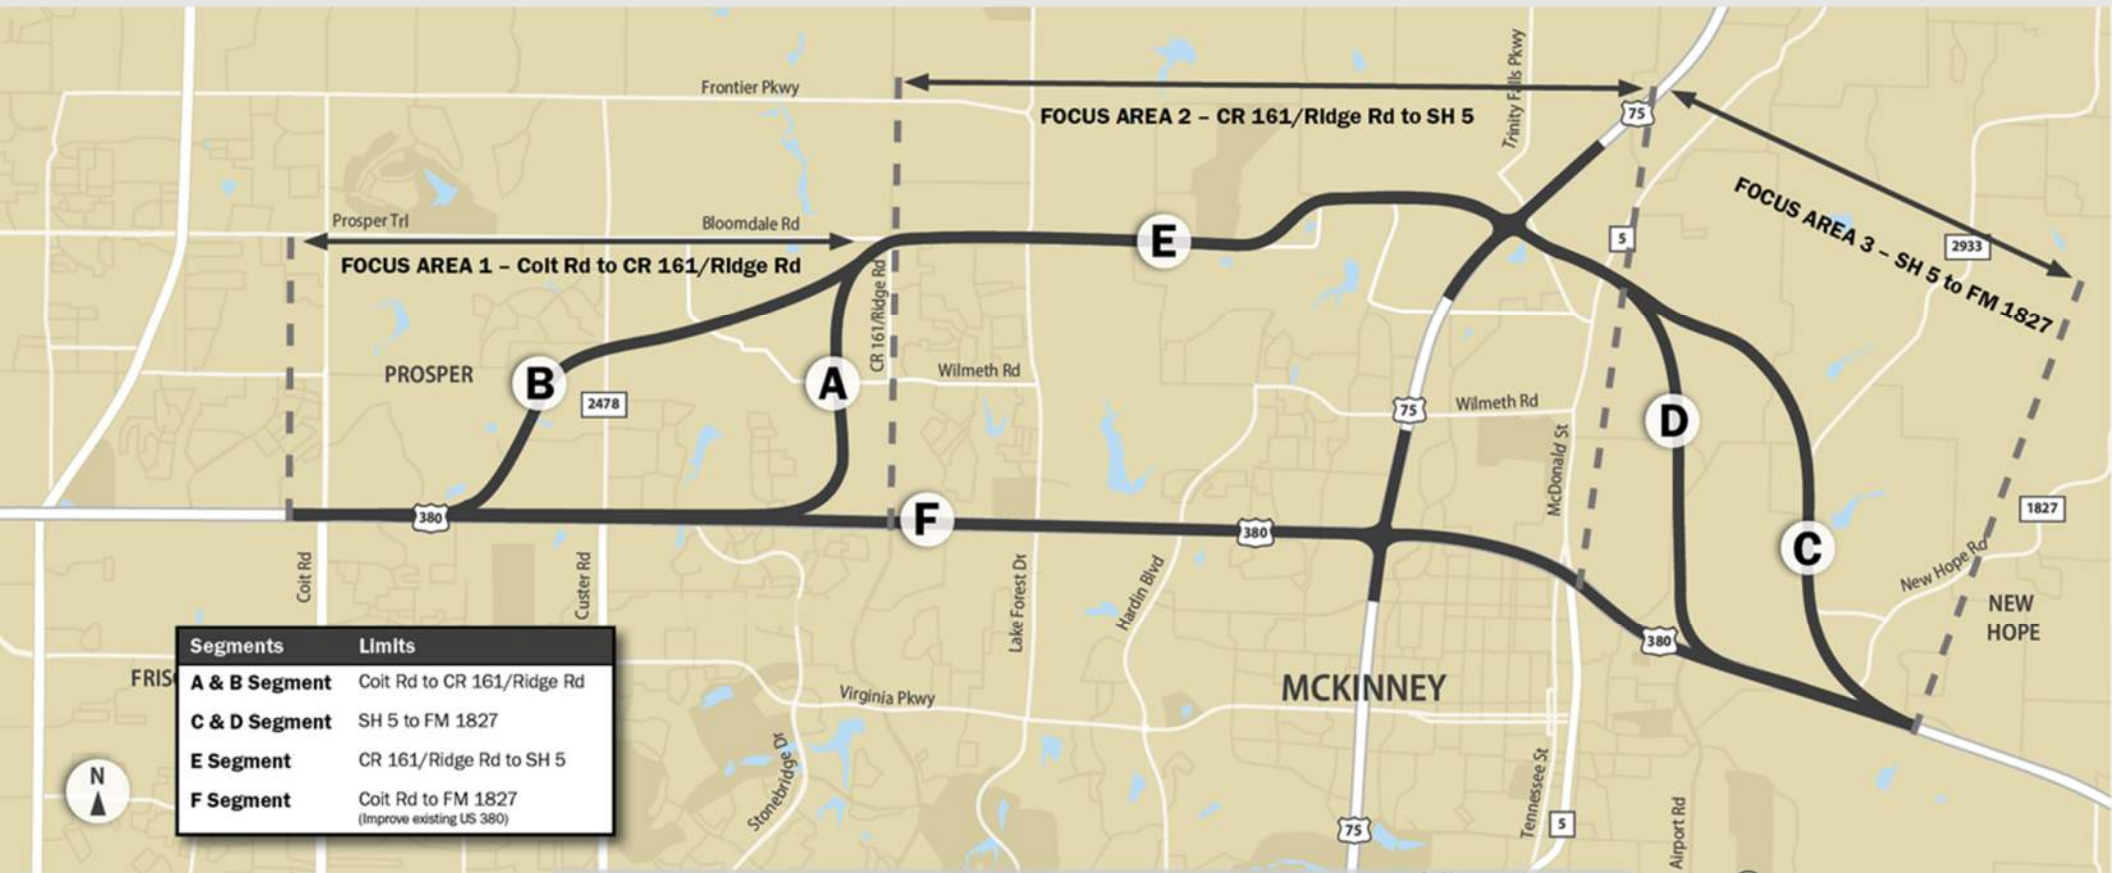 Frontier Pkwy
FOCUS AREA 2 – CR 161/Ridge Rd to SH 5
Trinity Falls Pkwy
75
FOCUS AREA 3 – SH 5 to FM 1827
Prosper Trl
Bloomdale Rd
FOCUS AREA 1 – Coit Rd to CR 161/Ridge Rd
E
5
2933
CR 161/Ridge Rd
PROSPER
B
2478
A
Wilmeth Rd
75
Wilmeth Rd
D
McDonald St
380
F
380
1827
C
New Hope Rd
NEW
HOPE
Coit Rd
Custer Rd
Lake Forest Dr
Hardin Blvd
380
MCKINNEY
Virginia Pkwy
Stonebridge Dr
Tennessee St
5
75
Airport Rd
FRIS
Segments Limits
A & B Segment Coit Rd to CR 161/Ridge Rd
C & D Segment SH 5 to FM 1827
E Segment CR 161/Ridge Rd to SH 5
F Segment Coit Rd to FM 1827
(Improve existing US 380)
N